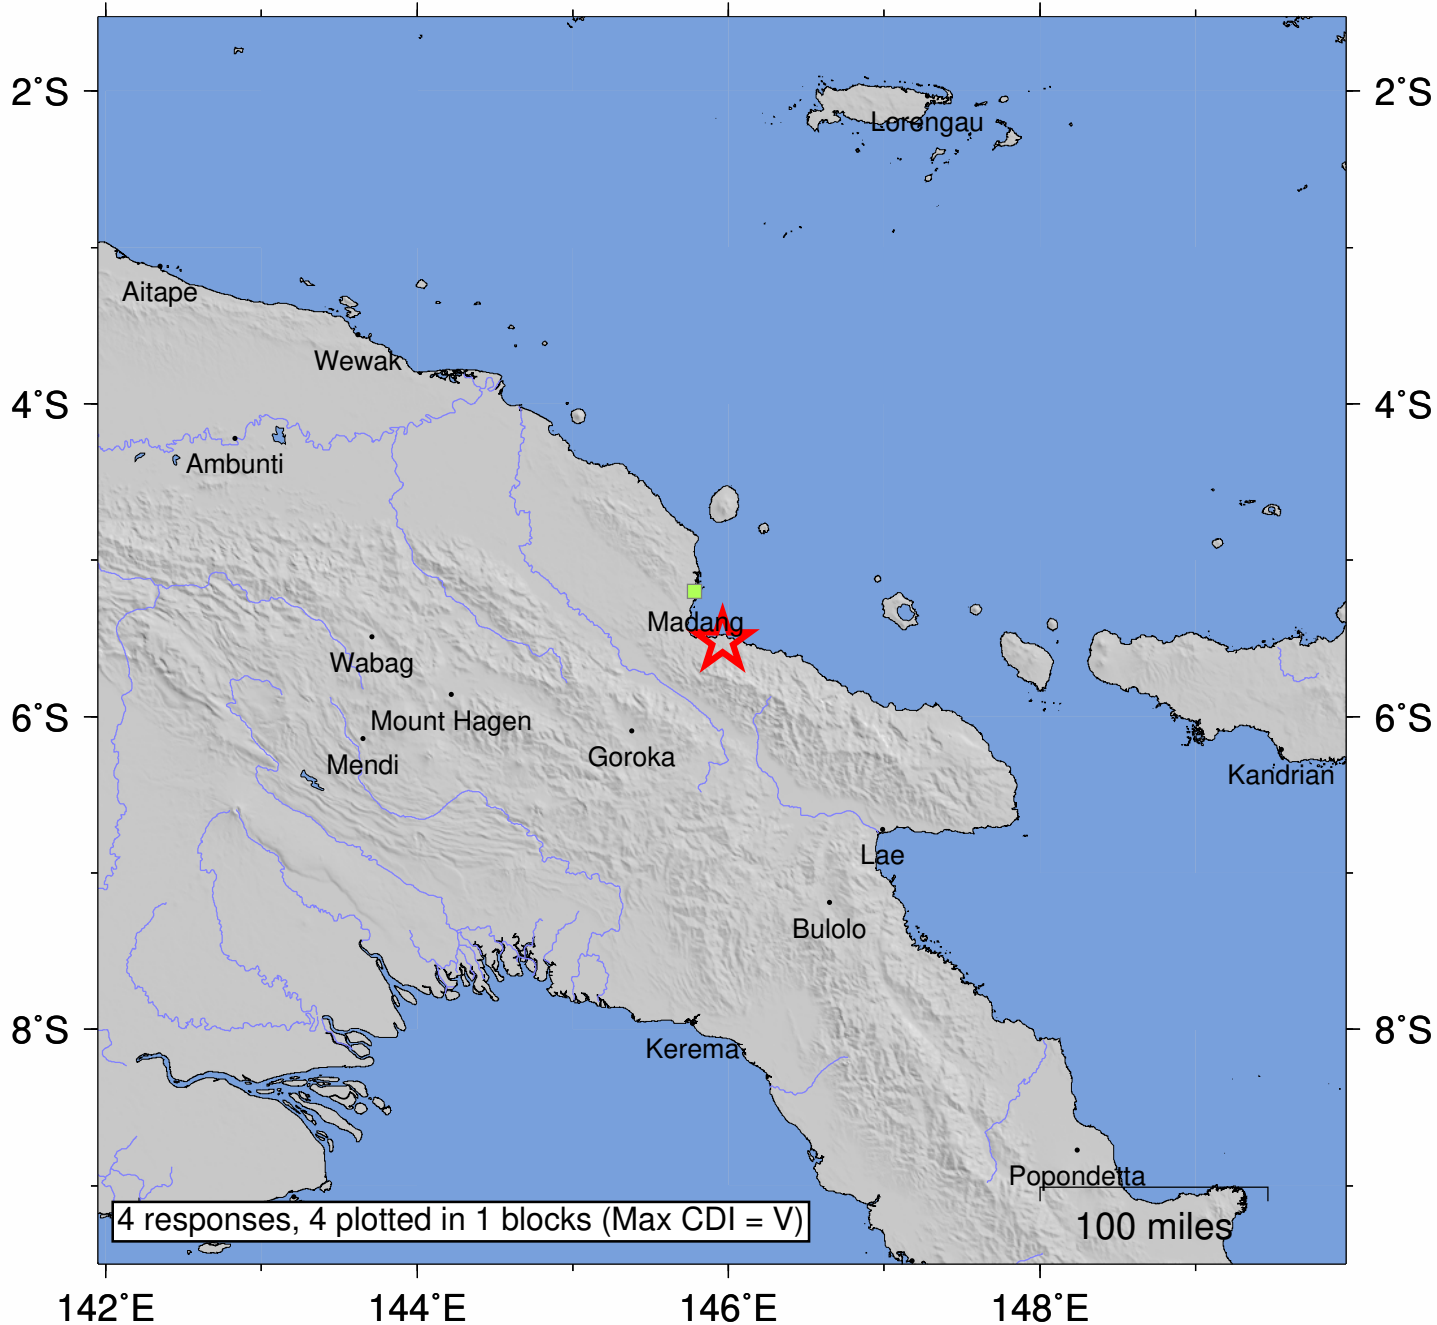 2°S
2°S
Lorengau
Aitape
Wewak
4°S
4°S
Ambunti
Madang
Wabag
Mount Hagen
6°S
6°S
Goroka
Mendi
Kandrian
Lae
Bulolo
8°S
8°S
Kerema
Popondetta
4 responses, 4 plotted in 1 blocks (Max CDI = V)
100 miles
142°E
144°E
146°E
148°E